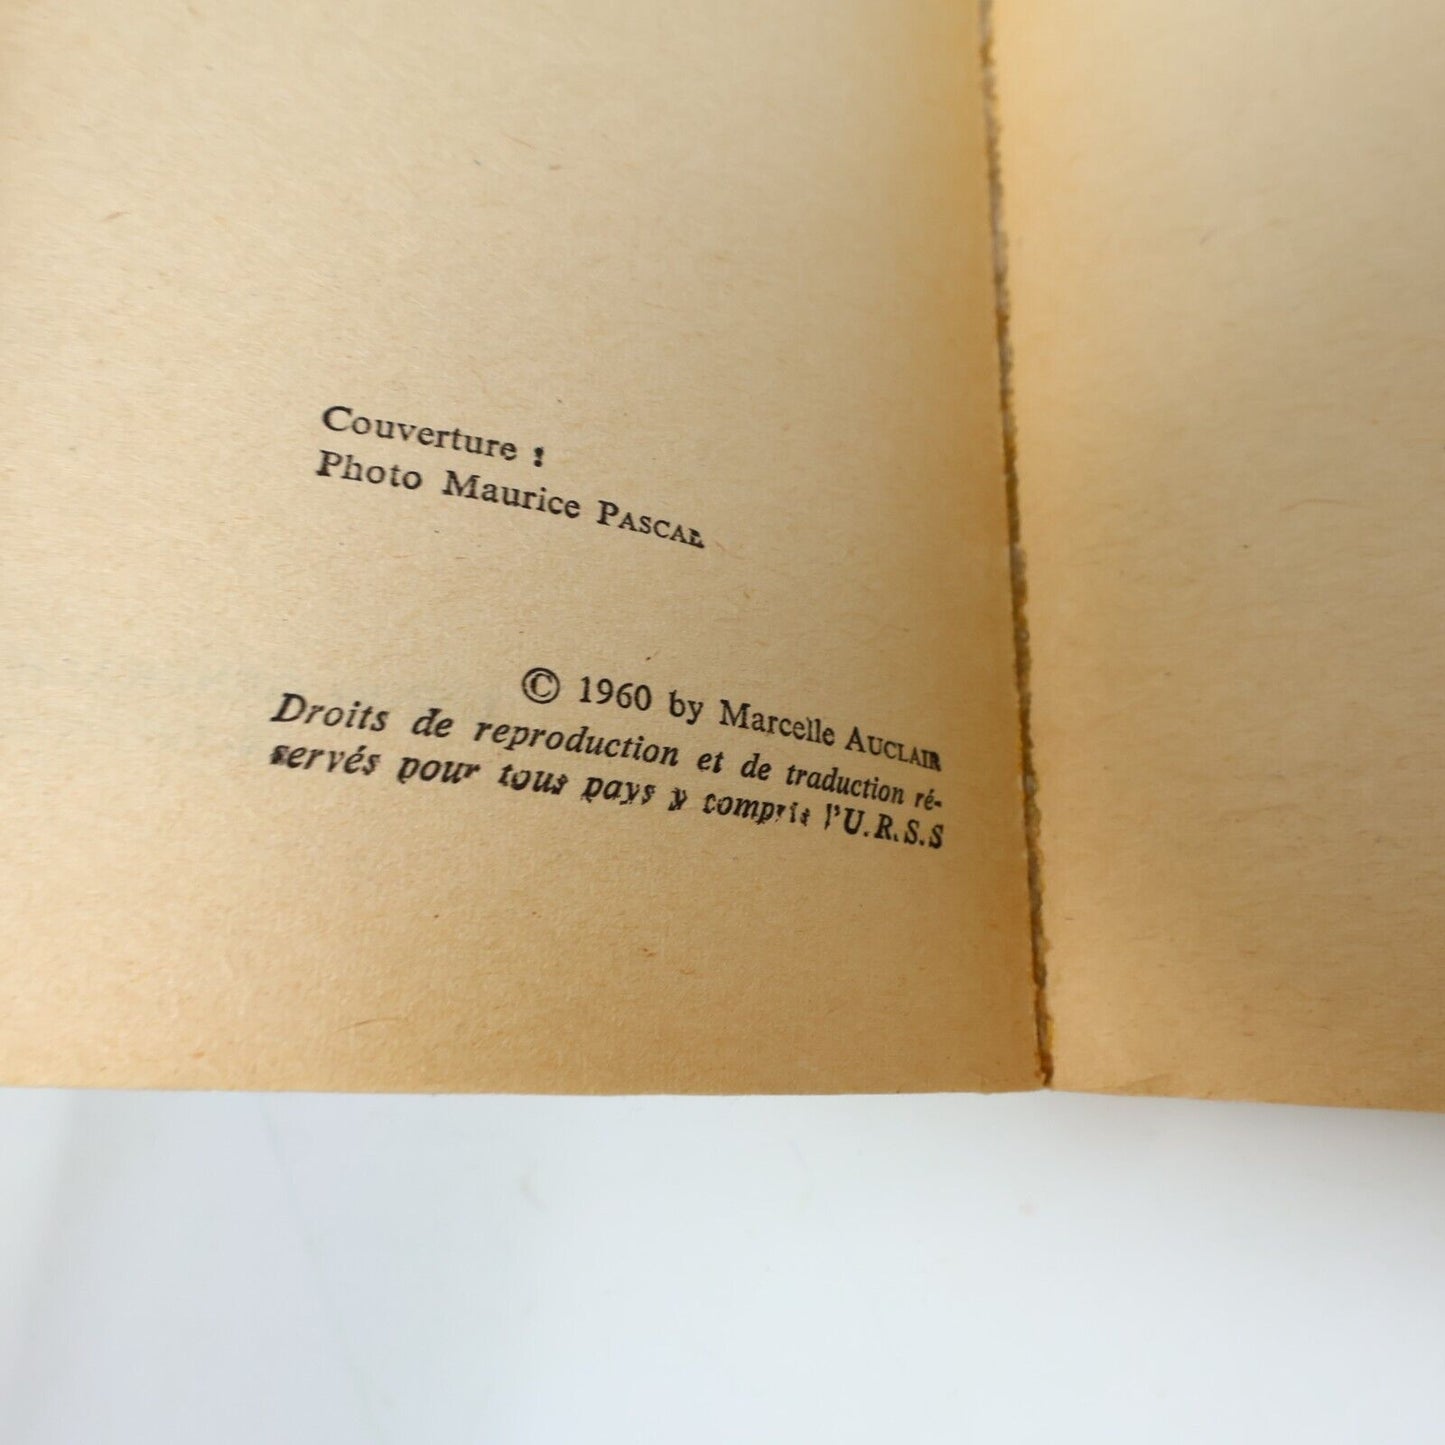 Couverture :
Photo Maurice PASCAL
© 1960 by Marcelle AUCLAIR
Droits de reproduction et de traduction ré-
servés pour tous pays y compris l'U.R.S.S